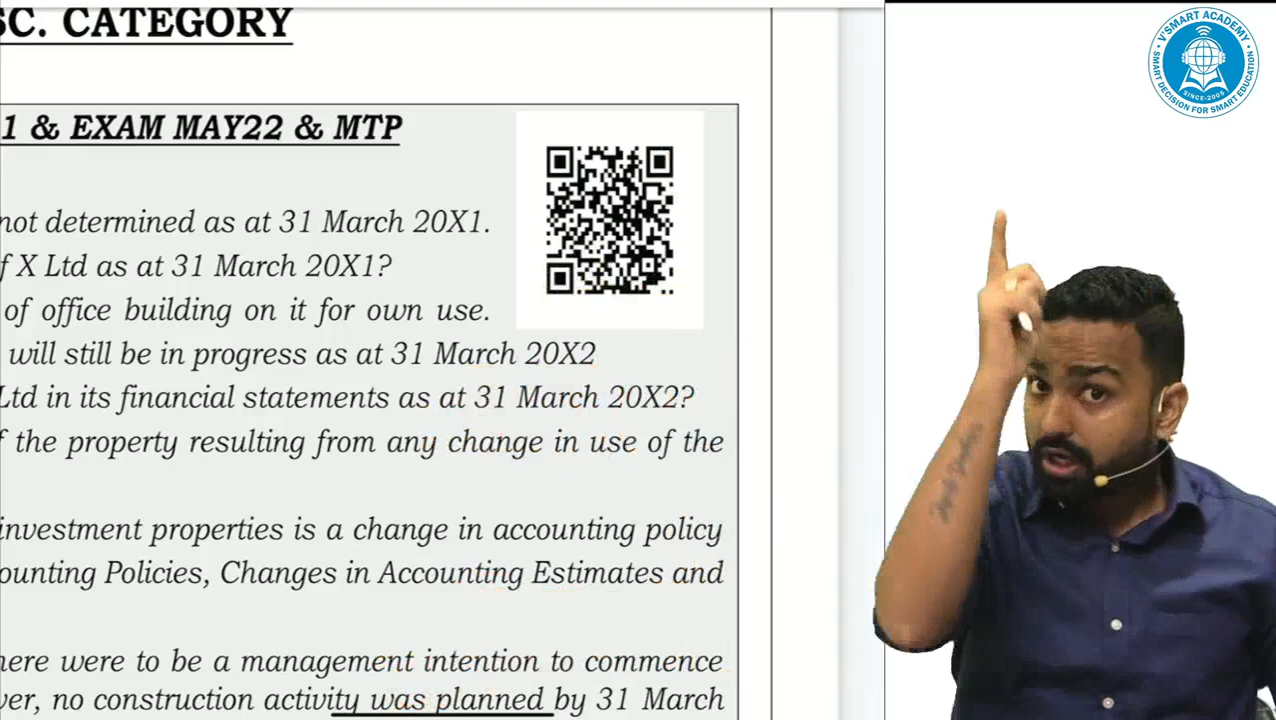 SC. CATEGORY
1 & EXAM MAY22 & MTP
not determined as at 31 March 20X1.
f X Ltd as at 31 March 20X1?
of office building on it for own use.
will still be in progress as at 31 March 20X2
Ltd in its financial statements as at 31 March 20X2?
f the property resulting from any change in use of the
investment properties is a change in accounting policy
ounting Policies, Changes in Accounting Estimates and
here were to be a management intention to commence
ver, no construction activity was planned by 31 March
V'SMART ACADEMY
SINCE-2005
SMART DECISION FOR SMART EDUCATION